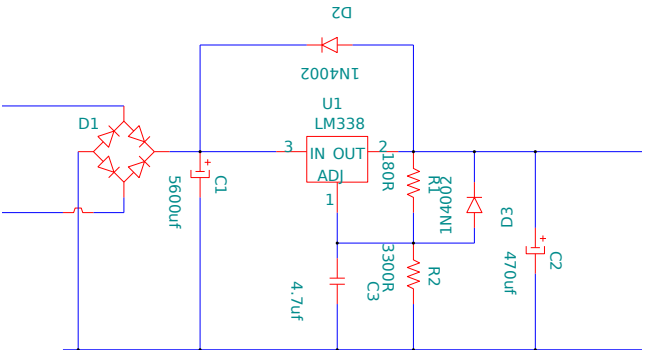 D2
1N4002
U1
LM338
D1
3
IN OUT
2
ADJ
1
5600uf
C1
180R
R1
1N4002
D3
3300R
R2
470uf
C2
4.7uf
C3